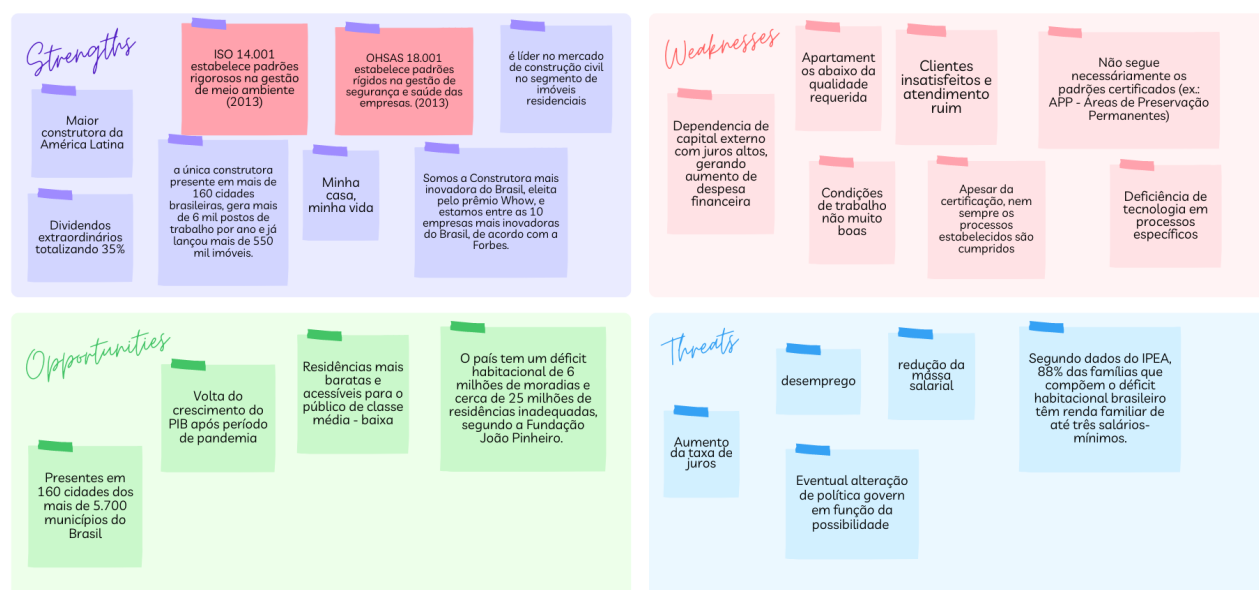 Strengths
ISO 14.001
estabelece padrões
rigorosos na gestão
de meio ambiente
(2013)
OHSAS 18.001
estabelece padrões
rígidos na gestão de
segurança e saúde das
empresas. (2013)
é líder no mercado
de construção civil
no segmento de
imóveis
residenciais
Maior
construtora da
América Latina
Dividendos
extraordinários
totalizando 35%
a única construtora
presente em mais de
160 cidades
brasileiras, gera mais
de 6 mil postos de
trabalho por ano e já
lançou mais de 550
mil imóveis.
Minha
casa,
minha vida
Somos a Construtora mais
inovadora do Brasil, eleita
pelo prêmio Whow, e
estamos entre as 10
empresas mais inovadoras
do Brasil, de acordo com a
Forbes.
Weaknesses
Apartament
os abaixo da
qualidade
requerida
Clientes
insatisfeitos e
atendimento
ruim
Não segue
necessáriamente os
padrões certificados (ex.:
APP - Áreas de Preservação
Permanentes)
Dependencia de
capital externo
com juros altos,
gerando
aumento de
despesa
financeira
Condições
de trabalho
não muito
boas
Apesar da
certificação, nem
sempre os
processos
estabelecidos são
cumpridos
Deficiência de
tecnologia em
processos
específicos
Opportunities
Volta do
crescimento do
PIB após período
de pandemia
Residências mais
baratas e
acessíveis para o
público de classe
média - baixa
O país tem um déficit
habitacional de 6
milhões de moradias e
cerca de 25 milhões de
residências inadequadas,
segundo a Fundação
João Pinheiro.
Presentes em
160 cidades dos
mais de 5.700
municípios do
Brasil
Threats
desemprego
redução da
massa
salarial
Segundo dados do IPEA,
88% das famílias que
compõem o déficit
habitacional brasileiro
têm renda familiar de
até três salários-
mínimos.
Aumento
da taxa de
juros
Eventual alteração
de política govern
em função da
possibilidade